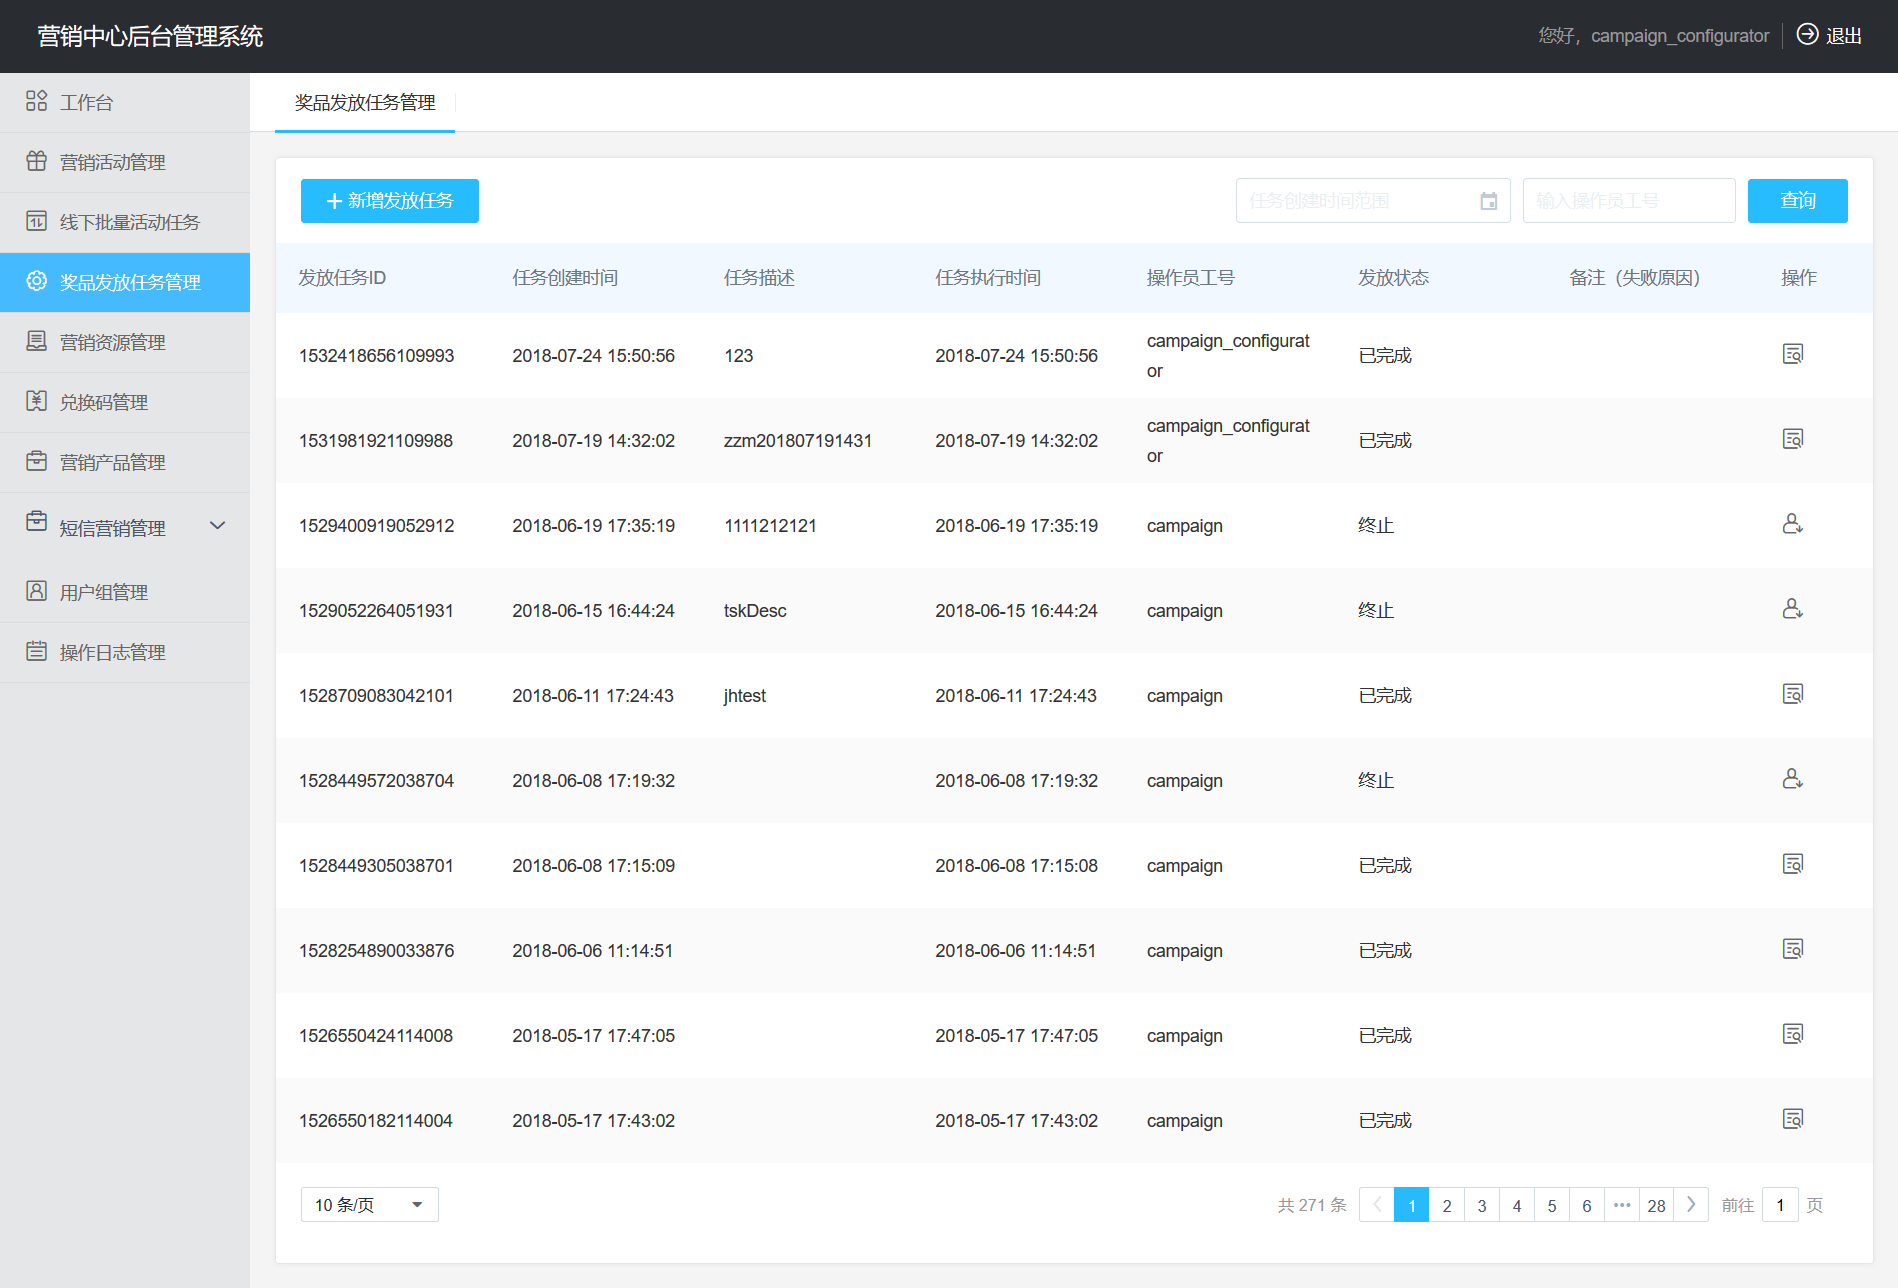 营销中心后台管理系统
您好，campaign_configurator
退出
工作台
营销活动管理
线下批量活动任务
奖品发放任务管理
营销资源管理
兑换码管理
营销产品管理
短信营销管理
用户组管理
操作日志管理
奖品发放任务管理
+ 新增发放任务
任务创建时间范围
输入操作员工号
查询
发放任务ID 任务创建时间 任务描述 任务执行时间 操作员工号 发放状态 备注（失败原因） 操作
1532418656109993 2018-07-24 15:50:56 123 2018-07-24 15:50:56 campaign_configurat
or 已完成
1531981921109988 2018-07-19 14:32:02 zzm201807191431 2018-07-19 14:32:02 campaign_configurat
or 已完成
1529400919052912 2018-06-19 17:35:19 1111212121 2018-06-19 17:35:19 campaign 终止
1529052264051931 2018-06-15 16:44:24 tskDesc 2018-06-15 16:44:24 campaign 终止
1528709083042101 2018-06-11 17:24:43 jhtest 2018-06-11 17:24:43 campaign 已完成
1528449572038704 2018-06-08 17:19:32 2018-06-08 17:19:32 campaign 终止
1528449305038701 2018-06-08 17:15:09 2018-06-08 17:15:08 campaign 已完成
1528254890033876 2018-06-06 11:14:51 2018-06-06 11:14:51 campaign 已完成
1526550424114008 2018-05-17 17:47:05 2018-05-17 17:47:05 campaign 已完成
1526550182114004 2018-05-17 17:43:02 2018-05-17 17:43:02 campaign 已完成
10 条/页
共 271 条 1 2 3 4 5 6 ••• 28 前往 1 页